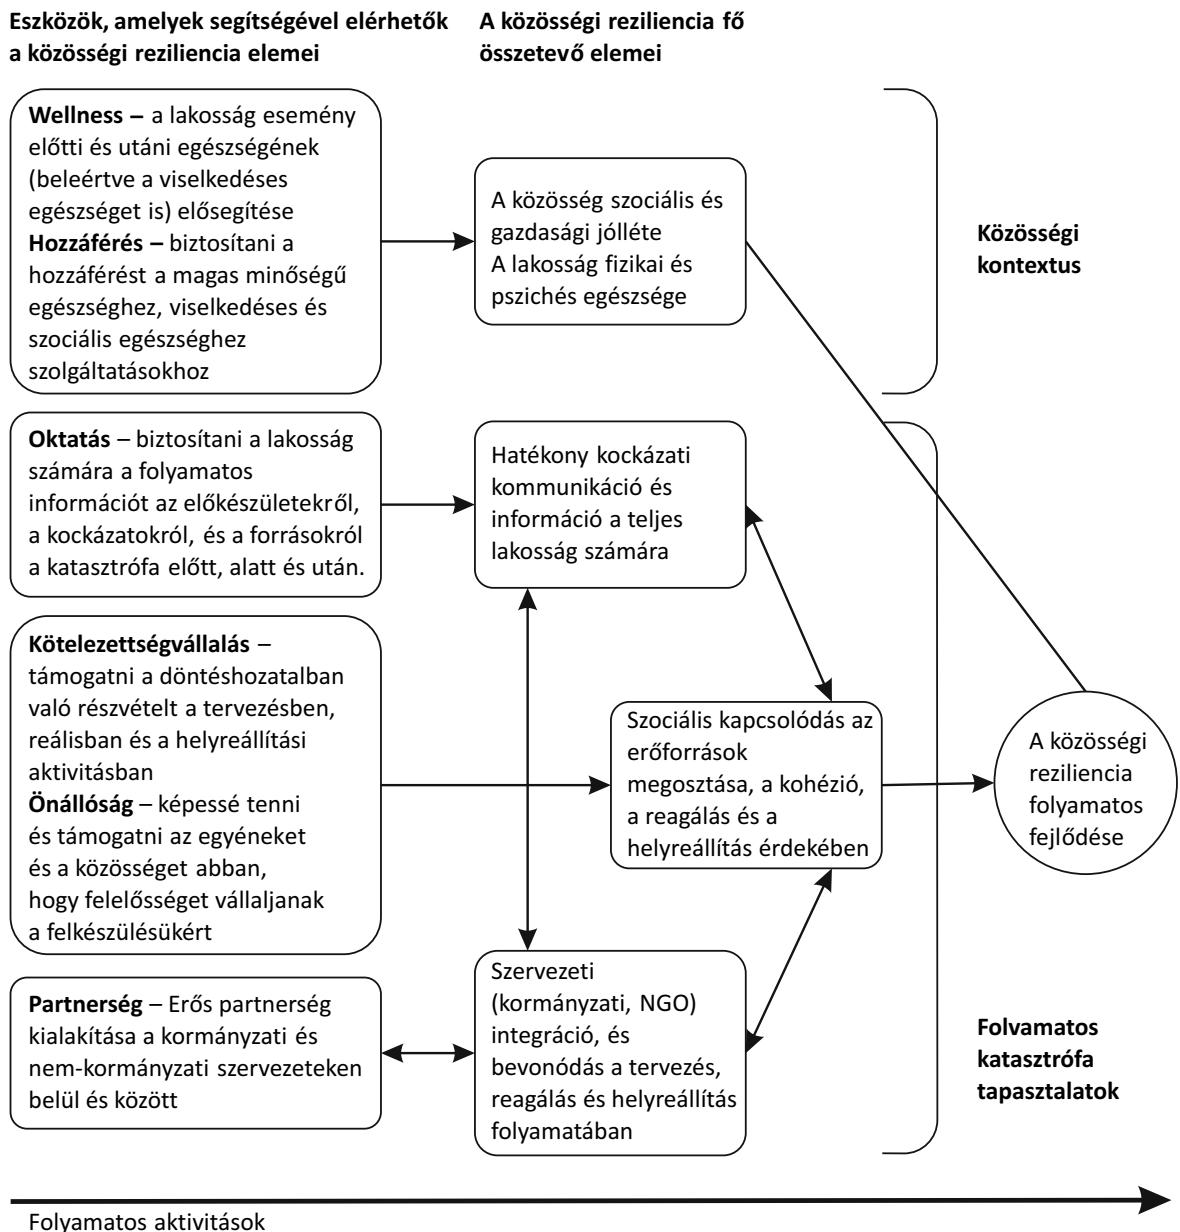 Eszközök, amelyek segítségével elérhetők
a közösségi reziliencia elemei
A közösségi reziliencia fő
összetevő elemei
Wellness – a lakosság esemény
előtti és utáni egészségének
(beleértve a viselkedéses
egészséget is) elősegítése
Hozzáférés – biztosítani a
hozzáférést a magas minőségű
egészséghez, viselkedéses és
szociális egészséghez
szolgáltatásokhoz
A közösség szociális és
gazdasági jólléte
A lakosság fizikai és
pszichés egészsége
Közösségi
kontextus
Oktatás – biztosítani a lakosság
számára a folyamatos
információt az előkészületekről,
a kockázatokról, és a forrásokról
a katasztrófa előtt, alatt és után.
Hatékony kockázati
kommunikáció és
információ a teljes
lakosság számára
Kötelezettségvállalás –
támogatni a döntéshozatalban
való részvételt a tervezésben,
reálisban és a helyreállítási
aktivitásban
Önállóság – képessé tenni
és támogatni az egyéneket
és a közösséget abban,
hogy felelősséget vállaljanak
a felkészülésükért
Szociális kapcsolódás az
erőforrások
megosztása, a kohézió,
a reagálás és a
helyreállítás érdekében
A közösségi
reziliencia
folyamatos
fejlődése
Partnerség – Erős partnerség
kialakítása a kormányzati és
nem-kormányzati szervezeteken
belül és között
Szervezeti
(kormányzati, NGO)
integráció, és
bevonódás a tervezés,
reagálás és helyreállítás
folyamatában
Folvamatos
katasztrófa
tapasztalatok
Folyamatos aktivitások